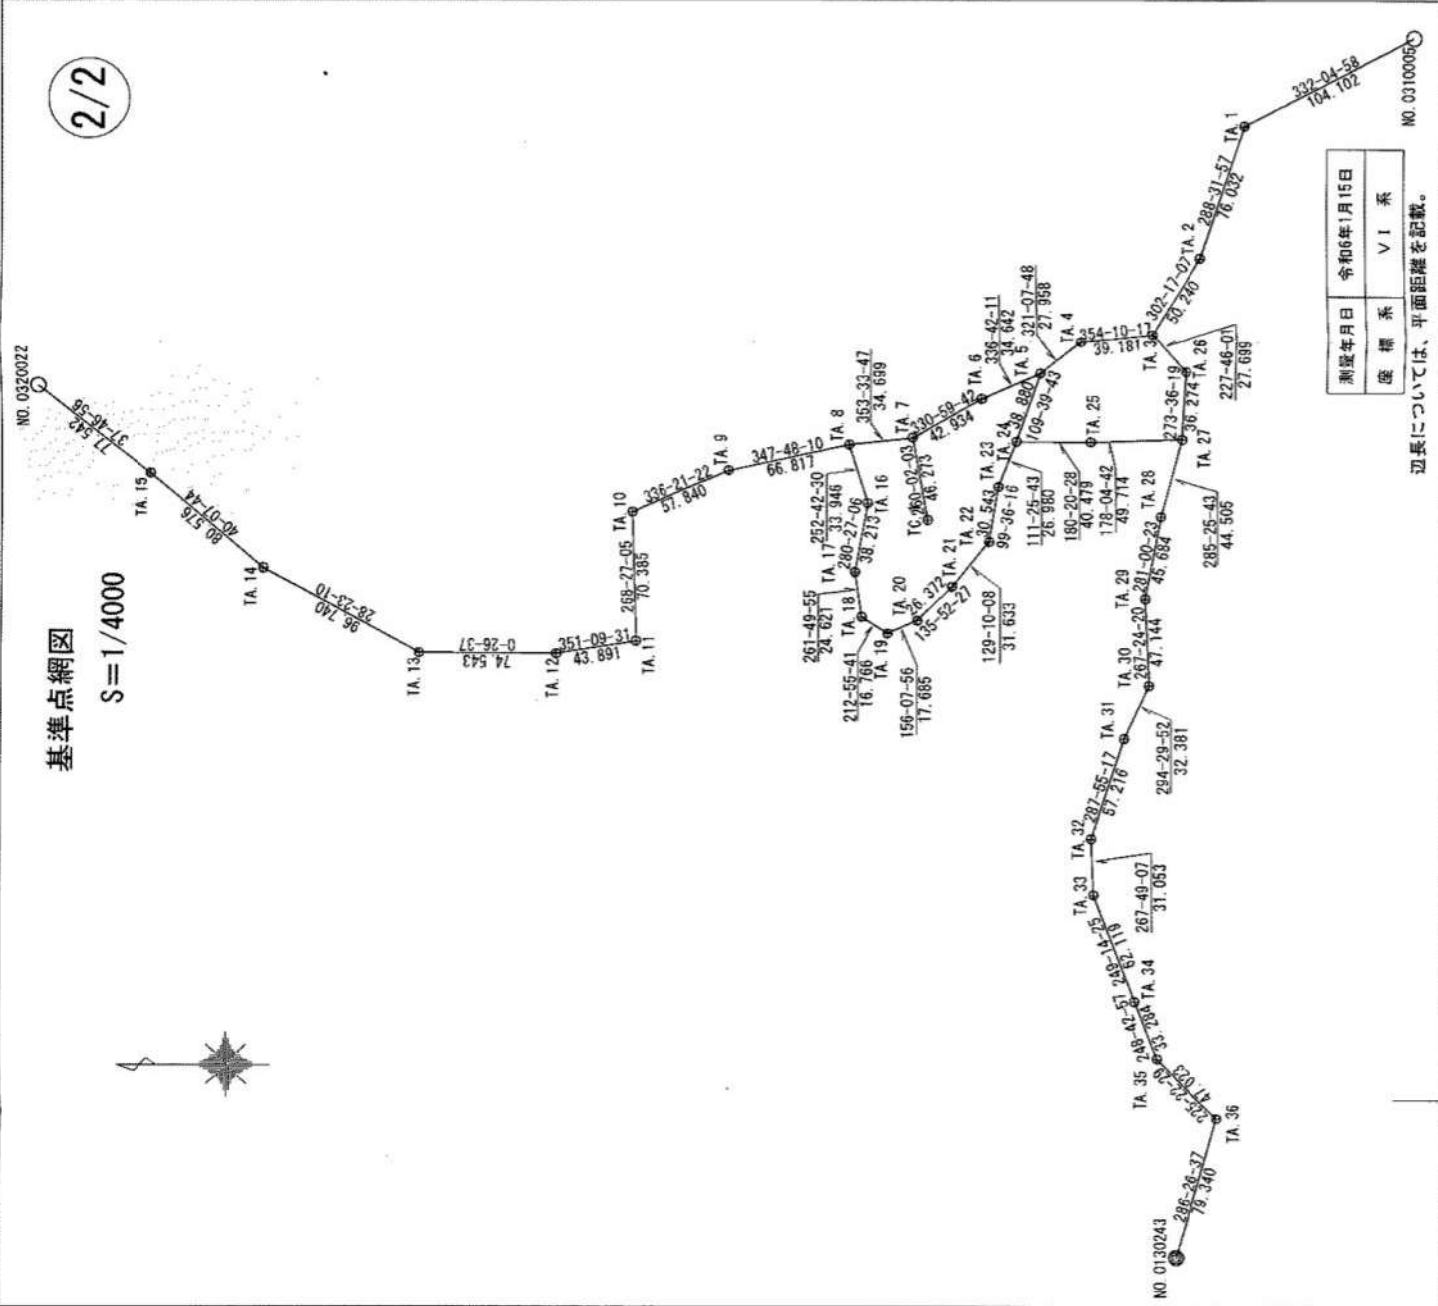 基準点網図
S＝1/4000
2/2
NO. 0320022
37-46-56
77.542
TA. 15
40-07-44
80.576
TA. 14
28-23-10
96.740
TA. 13
0-26-37
74.543
TA. 12
351-09-31
43.891
TA. 11
268-27-05
70.385
TA. 10
336-21-22
57.840
TA. 9
347-48-10
66.817
TA. 8
353-33-47
34.699
TA. 7
330-59-42
42.934
TA. 6
336-42-11
34.642
TA. 5
321-07-48
27.958
TA. 4
354-10-17
39.181
TA. 3
302-17-07
50.240
TA. 2
288-31-57
76.032
TA. 1
332-04-58
104.102
NO. 0310005
252-42-30
33.946
TA. 16
280-27-06
38.213
TA. 17
261-49-55
24.621
TA. 18
212-55-41
16.766
TA. 19
156-07-56
17.685
TA. 20
135-52-27
26.372
TA. 21
129-10-08
31.633
TA. 22
99-36-16
30.543
TA. 23
111-25-43
26.980
TA. 24
109-39-43
38.880
260-02-03
46.273
180-20-28
40.479
TA. 25
178-04-42
49.714
227-46-01
27.699
TA. 26
273-36-19
36.274
TA. 27
285-25-43
44.505
TA. 28
281-00-23
45.684
TA. 29
267-24-20
47.144
TA. 30
294-29-52
32.381
TA. 31
287-55-17
57.216
TA. 32
267-49-07
31.053
TA. 33
249-14-25
62.119
TA. 34
248-42-57
33.284
TA. 35
225-22-29
47.023
TA. 36
286-26-37
79.340
NO. 0130243
測量年月日 令和6年1月15日
座標系 ＶＩ 系
辺長については、平面距離を記載。